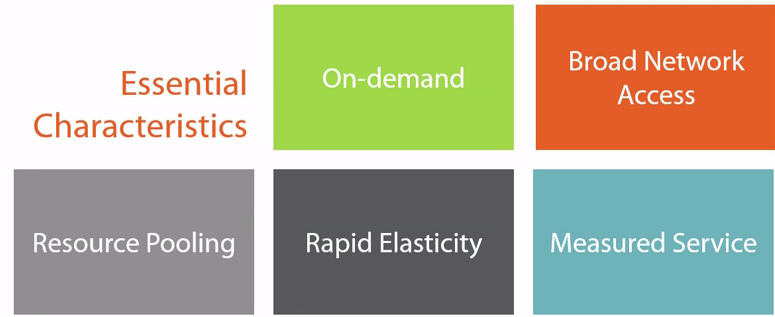 Essential
Characteristics
On-demand
Broad Network
Access
Resource Pooling
Rapid Elasticity
Measured Service